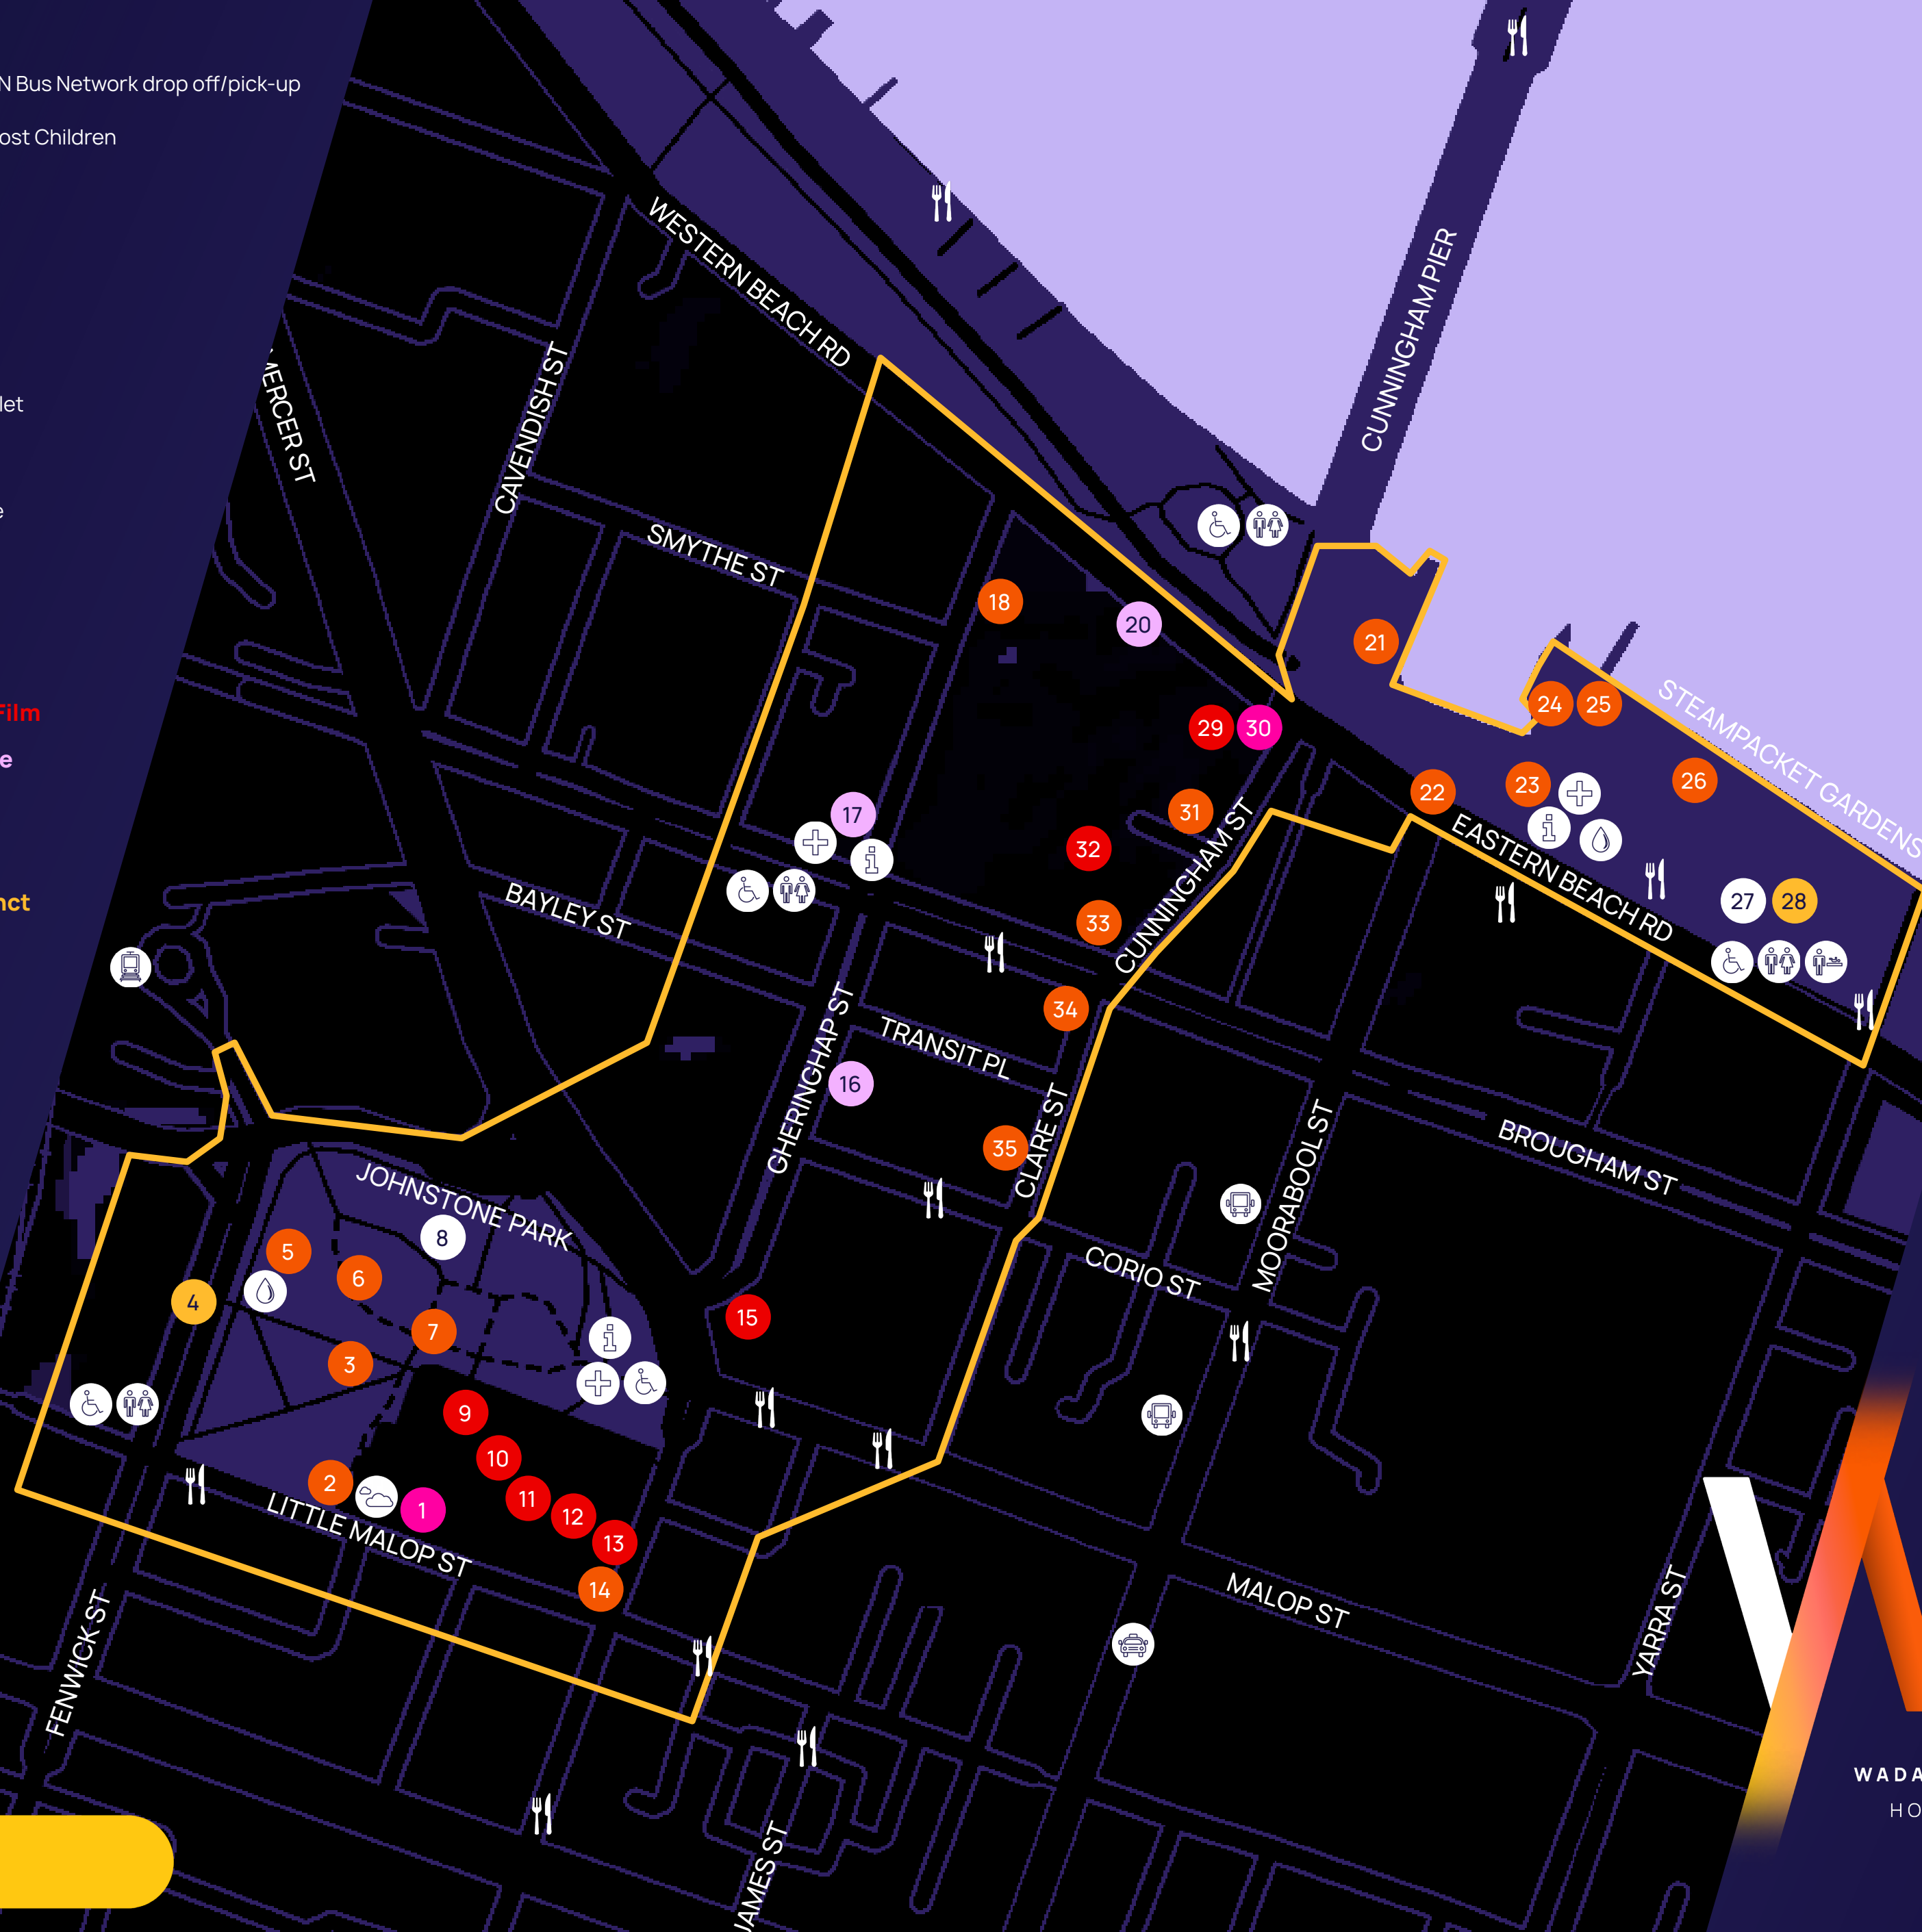 N Bus Network drop off/pick-up
ost Children
let
e
Film
e
nct
WESTERN BEACH RD
CUNNINGHAM PIER
MERCER ST
CAVENDISH ST
SMYTHE ST
18
20
21
24
25
STEAMPACKET GARDENS
29
30
26
22
23
17
31
32
EASTERN BEACH RD
CUNNINGHAM ST
27
28
BAYLEY ST
33
i
i
34
TRANSIT PL
GHERINGHAP ST
16
CLARE ST
35
MOORABOOL ST
BROUGHAM ST
JOHNSTONE PARK
8
5
6
4
CORIO ST
7
15
i
3
9
10
2
1
11
12
13
LITTLE MALOP ST
14
MALOP ST
FENWICK ST
YARRA ST
JAMES ST
WADA
HO